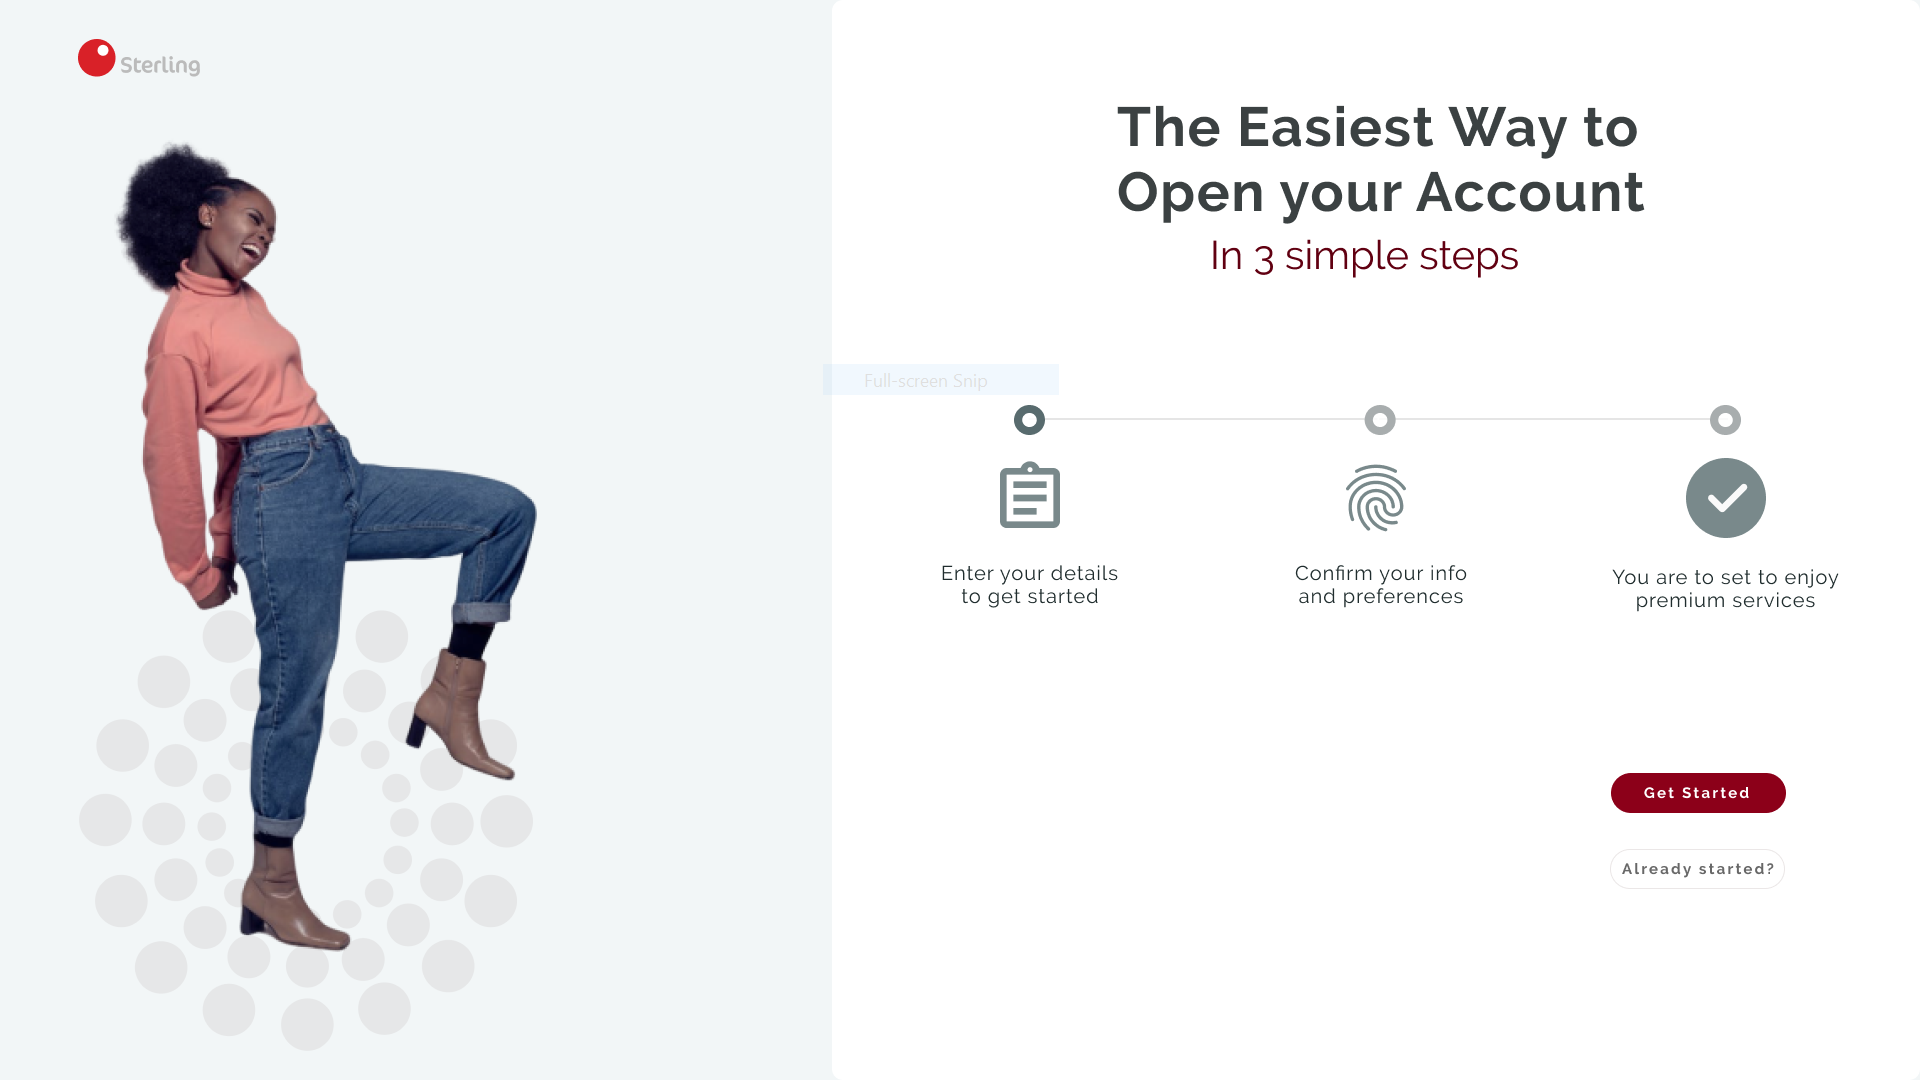 Sterling
The Easiest Way to
Open your Account
In 3 simple steps
Full-screen Snip
Enter your details
to get started
Confirm your info
and preferences
You are to set to enjoy
premium services
Get Started
Already started?